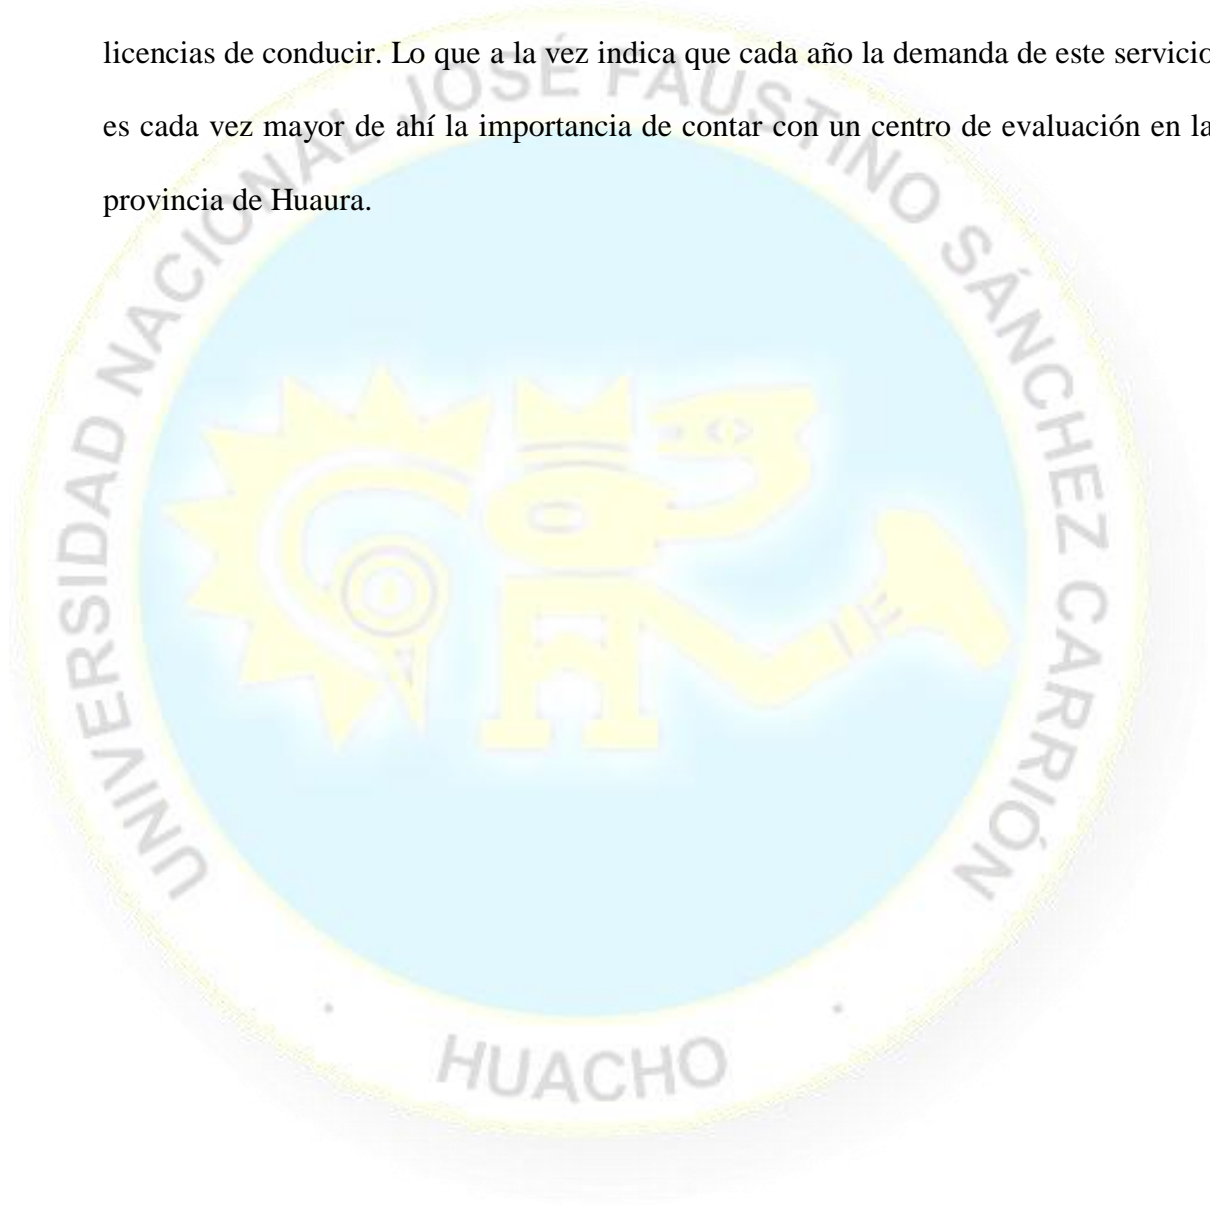 licencias de conducir. Lo que a la vez indica que cada año la demanda de este servicio
es cada vez mayor de ahí la importancia de contar con un centro de evaluación en la
provincia de Huaura.
UNIVERSIDAD NACIONAL JOSÉ FAUSTINO SÁNCHEZ CARRIÓN
HUACHO